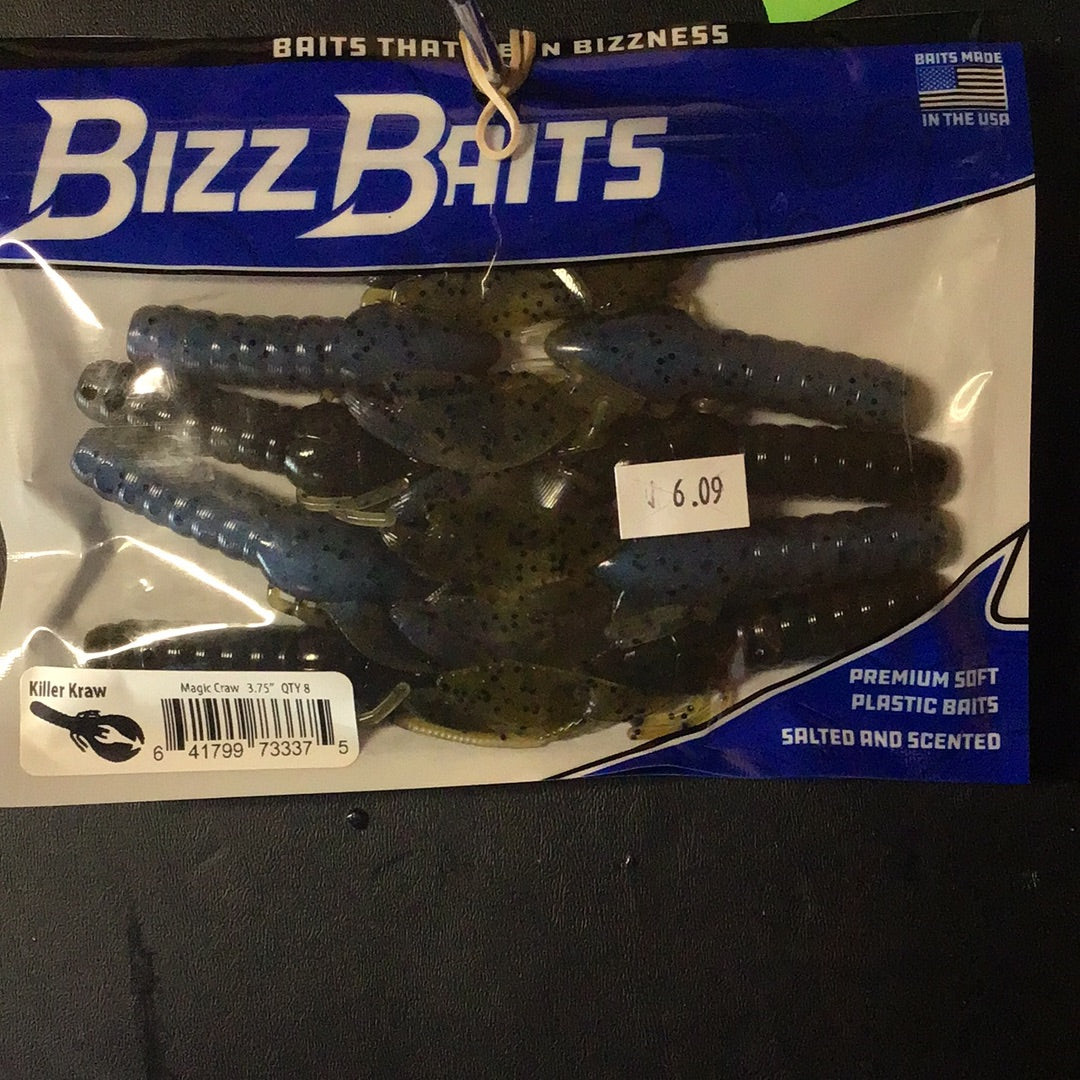 BAITS THAT N BIZZNESS
BAITS MADE
IN THE USA
BIZZ BAITS
6.09
Killer Kraw
Magic Craw 3.75" QTY 8
6 41799 73337 5
PREMIUM SOFT
PLASTIC BAITS
SALTED AND SCENTED